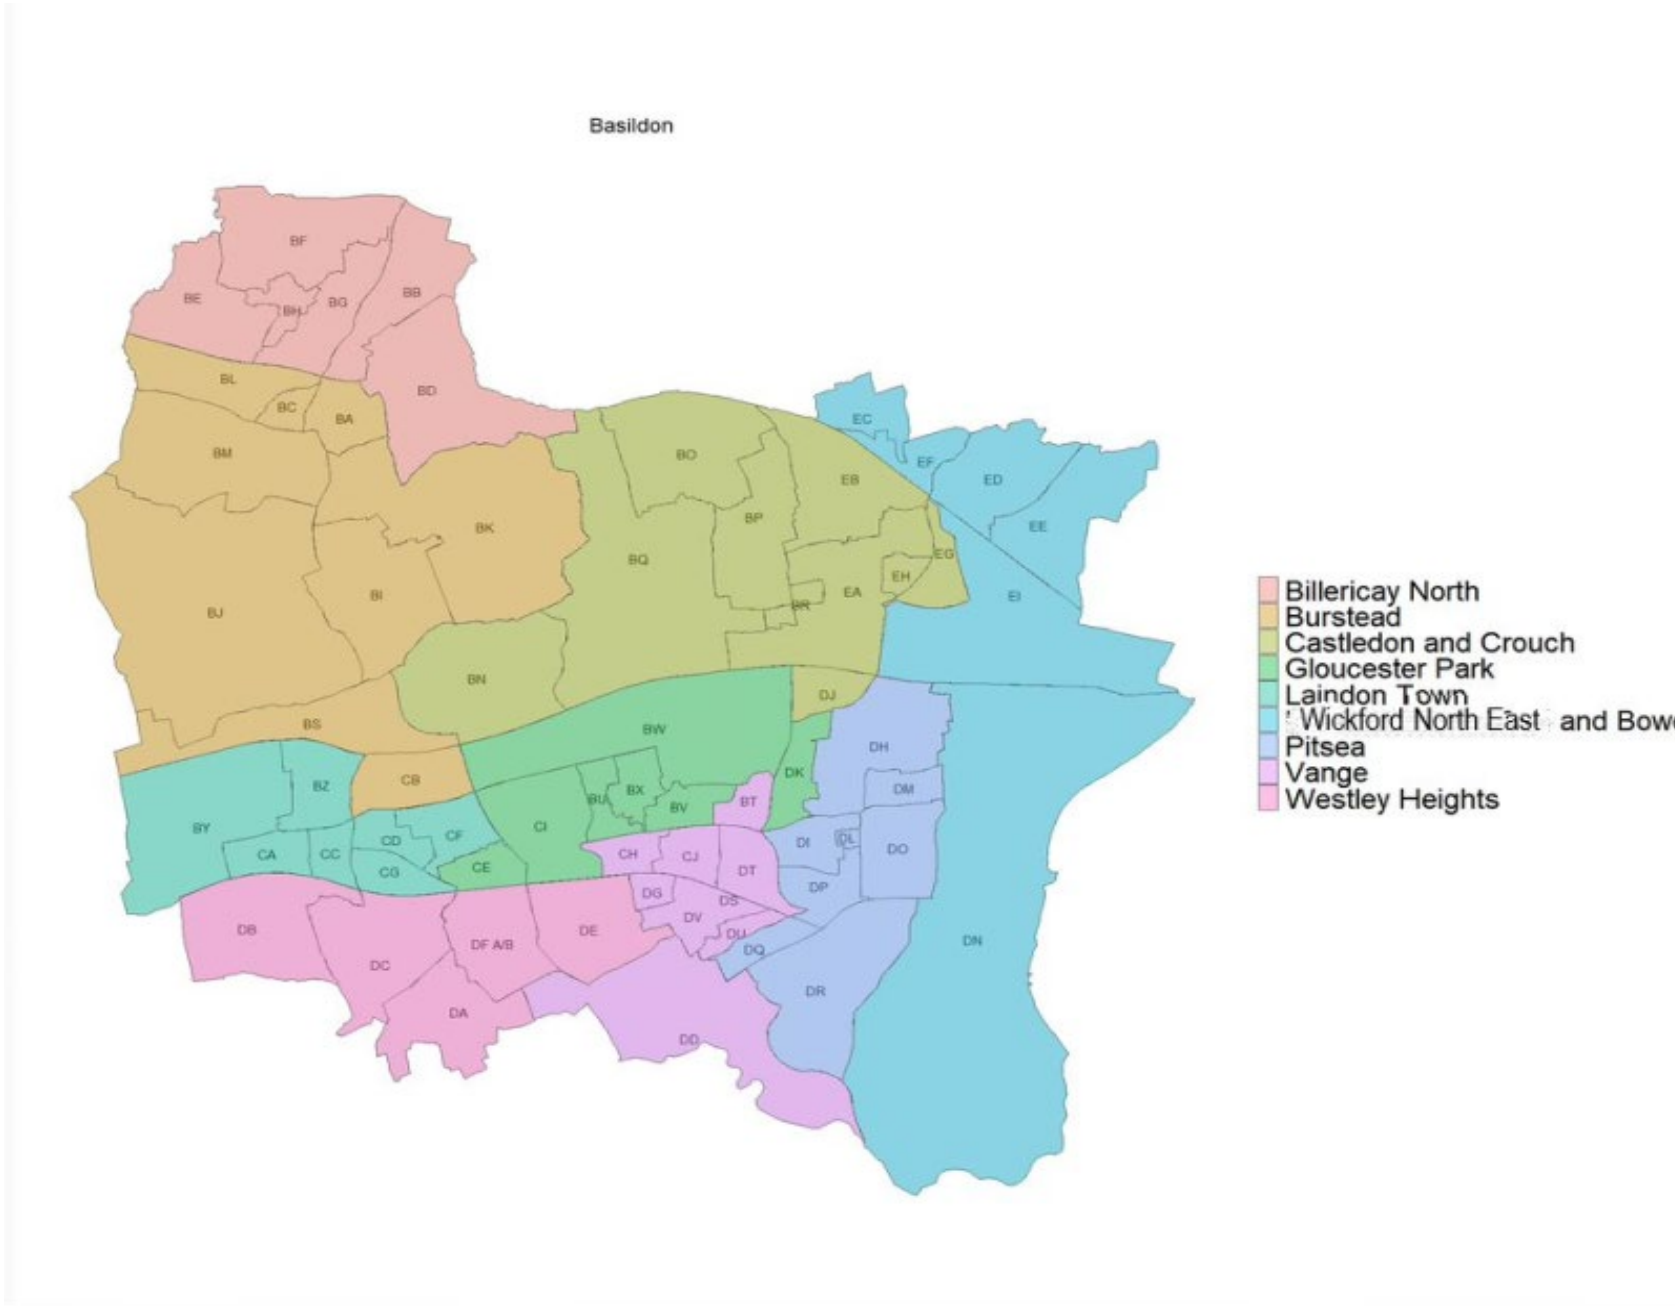 Basildon
BF
BE
BH
BG
BB
BD
BL
BC
BA
BM
BJ
BI
BK
BS
BO
BP
BQ
BN
EB
EG
EH
EA
BR
DJ
EC
EF
ED
EE
EI
BW
BY
BZ
CB
BU
BX
BV
BT
DK
DH
DM
CA
CC
CD
CF
CG
CE
CI
CH
CJ
DT
DI
DL
DO
DP
DB
DC
DF A/B
DE
DG
DS
DV
DU
DQ
DR
DN
DA
DD
Billericay North
Burstead
Castledon and Crouch
Gloucester Park
Laindon Town
Wickford North East and Bowe
Pitsea
Vange
Westley Heights